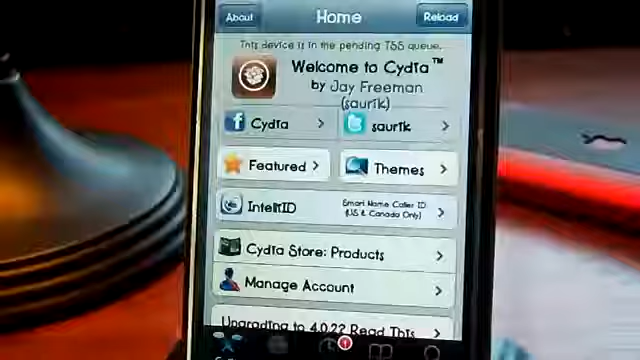 About Home Reload
This device is in the pending TSS queue.
Welcome to Cydia™
by Jay Freeman
(saurik)
Cydia saurik
Featured Themes
IntelliID Smart Name Caller ID
(US & Canada Only)
Cydia Store: Products
Manage Account
Upgrading to 4.0.2? Read This
1